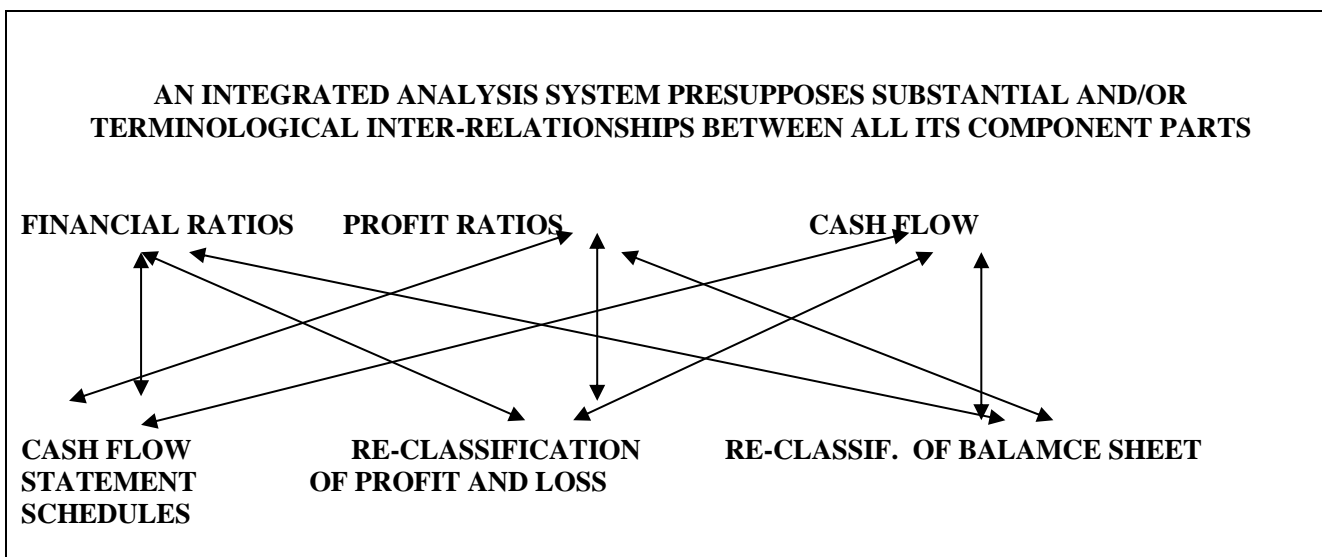 AN INTEGRATED ANALYSIS SYSTEM PRESUPPOSES SUBSTANTIAL AND/OR
TERMINOLOGICAL INTER-RELATIONSHIPS BETWEEN ALL ITS COMPONENT PARTS
FINANCIAL RATIOS PROFIT RATIOS CASH FLOW
CASH FLOW RE-CLASSIFICATION RE-CLASSIF. OF BALAMCE SHEET
STATEMENT OF PROFIT AND LOSS
SCHEDULES